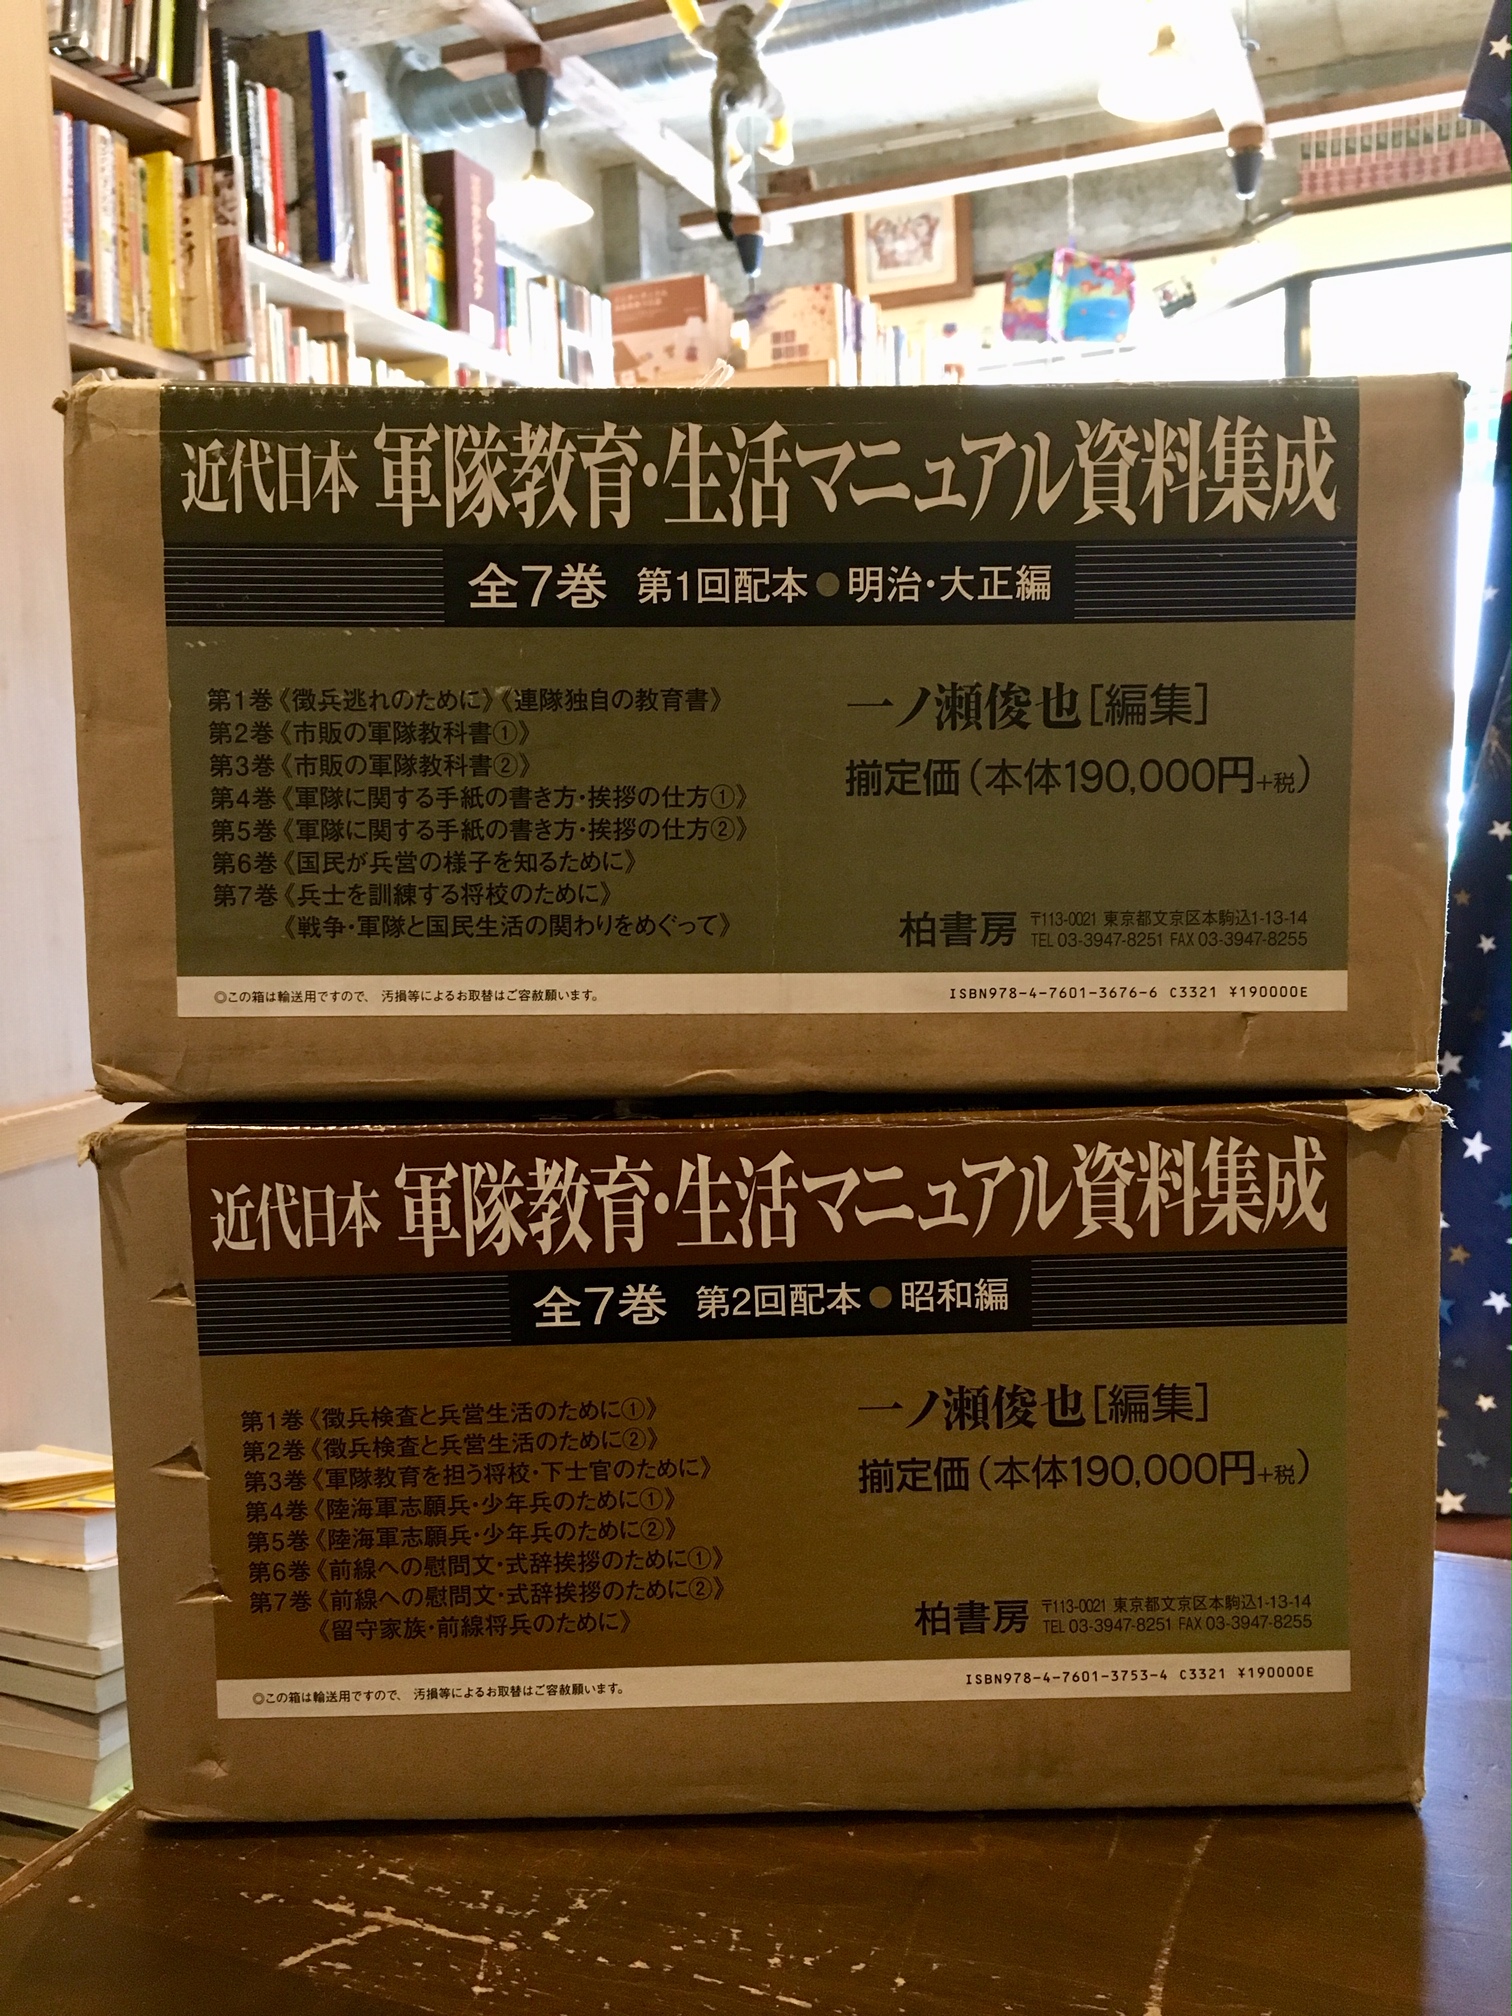 近代日本 軍隊教育・生活マニュアル資料集成
全7巻 第1回配本●明治・大正編
第1巻《徴兵逃れのために》《連隊独自の教育書》
第2巻《市販の軍隊教科書①》
第3巻《市販の軍隊教科書②》
第4巻《軍隊に関する手紙の書き方・挨拶の仕方①》
第5巻《軍隊に関する手紙の書き方・挨拶の仕方②》
第6巻《国民が兵営の様子を知るために》
第7巻《兵士を訓練する将校のために》
《戦争・軍隊と国民生活の関わりをめぐって》
一ノ瀬俊也[編集]
揃定価(本体190,000円+税)
柏書房 〒113-0021 東京都文京区本駒込1-13-14
TEL 03-3947-8251 FAX 03-3947-8255
◎この箱は輸送用ですので、汚損等によるお取替はご容赦願います。
ISBN978-4-7601-3676-6 C3321 ¥190000E
近代日本 軍隊教育・生活マニュアル資料集成
全7巻 第2回配本●昭和編
第1巻《徴兵検査と兵営生活のために①》
第2巻《徴兵検査と兵営生活のために②》
第3巻《軍隊教育を担う将校・下士官のために》
第4巻《陸海軍志願兵・少年兵のために①》
第5巻《陸海軍志願兵・少年兵のために②》
第6巻《前線への慰問文・式辞挨拶のために①》
第7巻《前線への慰問文・式辞挨拶のために②》
《留守家族・前線将兵のために》
一ノ瀬俊也[編集]
揃定価(本体190,000円+税)
柏書房 〒113-0021 東京都文京区本駒込1-13-14
TEL 03-3947-8251 FAX 03-3947-8255
◎この箱は輸送用ですので、汚損等によるお取替はご容赦願います。
ISBN978-4-7601-3753-4 C3321 ¥190000E